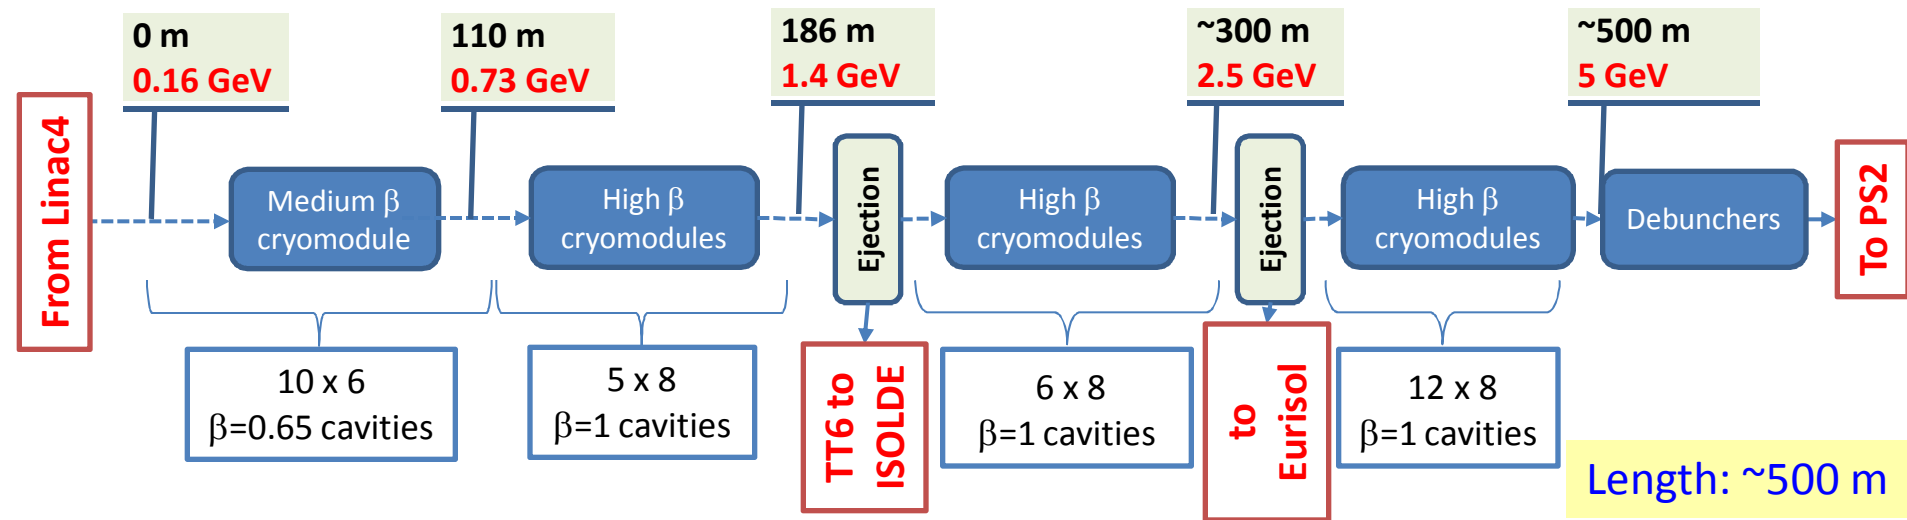 0 m
0.16 GeV
110 m
0.73 GeV
186 m
1.4 GeV
~300 m
2.5 GeV
~500 m
5 GeV
From Linac4
Medium β
cryomodule
High β
cryomodules
Ejection
High β
cryomodules
Ejection
High β
cryomodules
Debunchers
To PS2
10 x 6
β=0.65 cavities
5 x 8
β=1 cavities
TT6 to
ISOLDE
6 x 8
β=1 cavities
to
Eurisol
12 x 8
β=1 cavities
Length: ~500 m